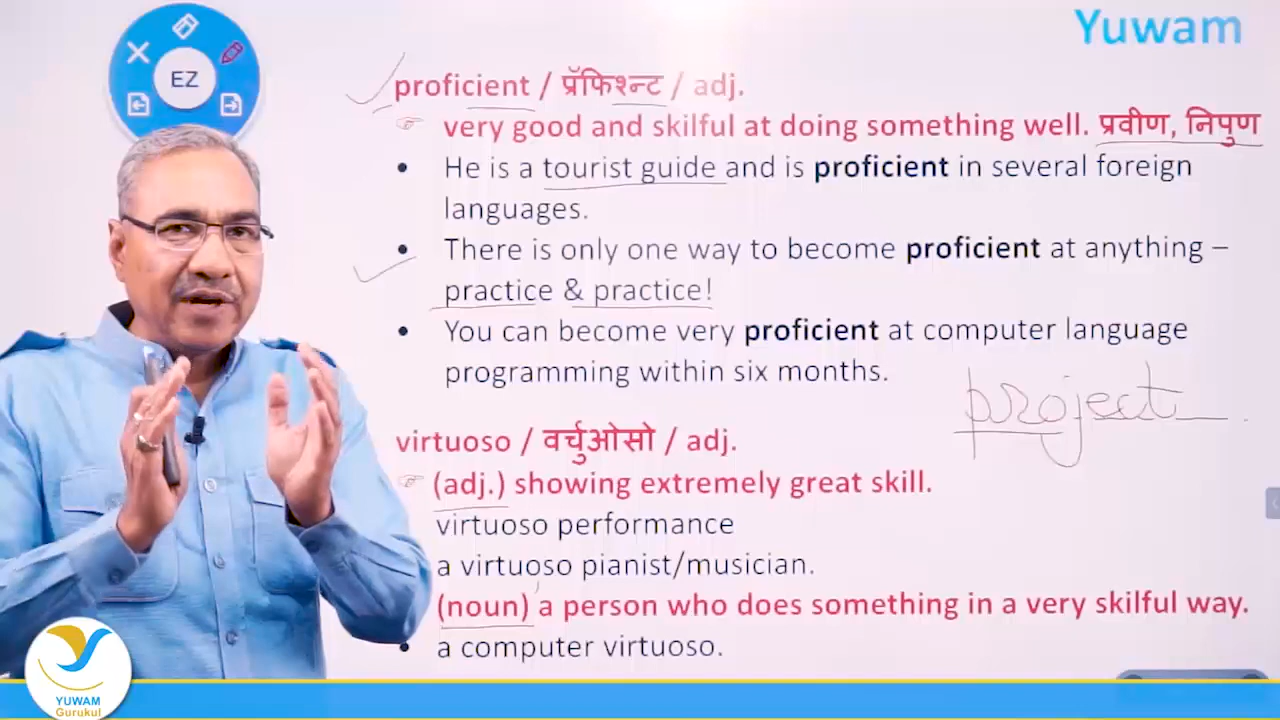 Yuwam
EZ
proficient / प्रॅफिश्न्ट / adj.
very good and skilful at doing something well. प्रवीण, निपुण
• He is a tourist guide and is proficient in several foreign
languages.
• There is only one way to become proficient at anything –
practice & practice!
• You can become very proficient at computer language
programming within six months.
project
virtuoso / वर्चुओसो / adj.
(adj.) showing extremely great skill.
virtuoso performance
a virtuoso pianist/musician.
(noun) a person who does something in a very skilful way.
• a computer virtuoso.
YUWAM
Gurukul